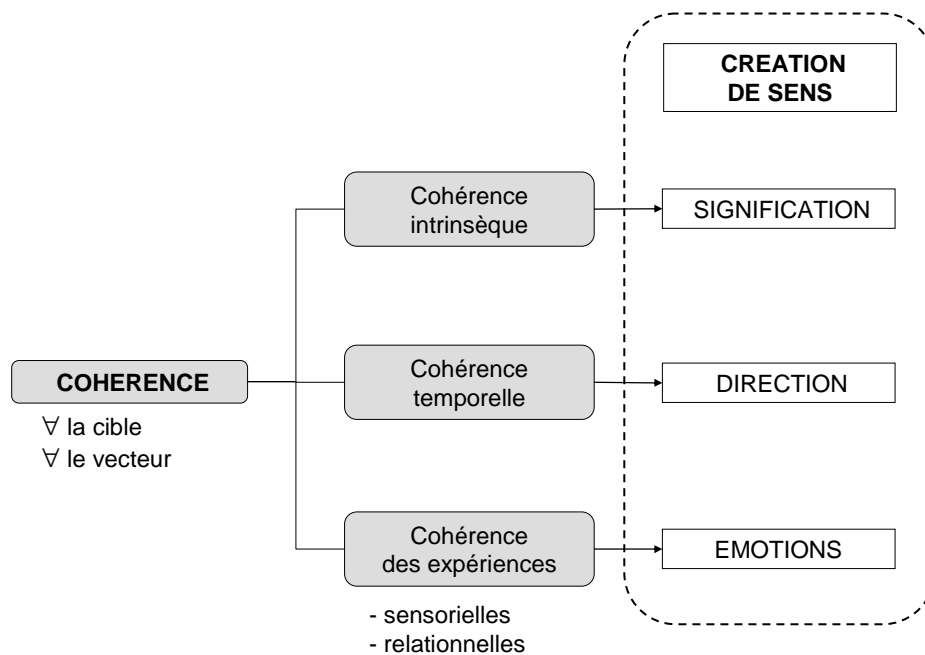 CREATION
DE SENS
Cohérence
intrinsèque
SIGNIFICATION
COHERENCE
∀ la cible
∀ le vecteur
Cohérence
temporelle
DIRECTION
Cohérence
des expériences
- sensorielles
- relationnelles
EMOTIONS